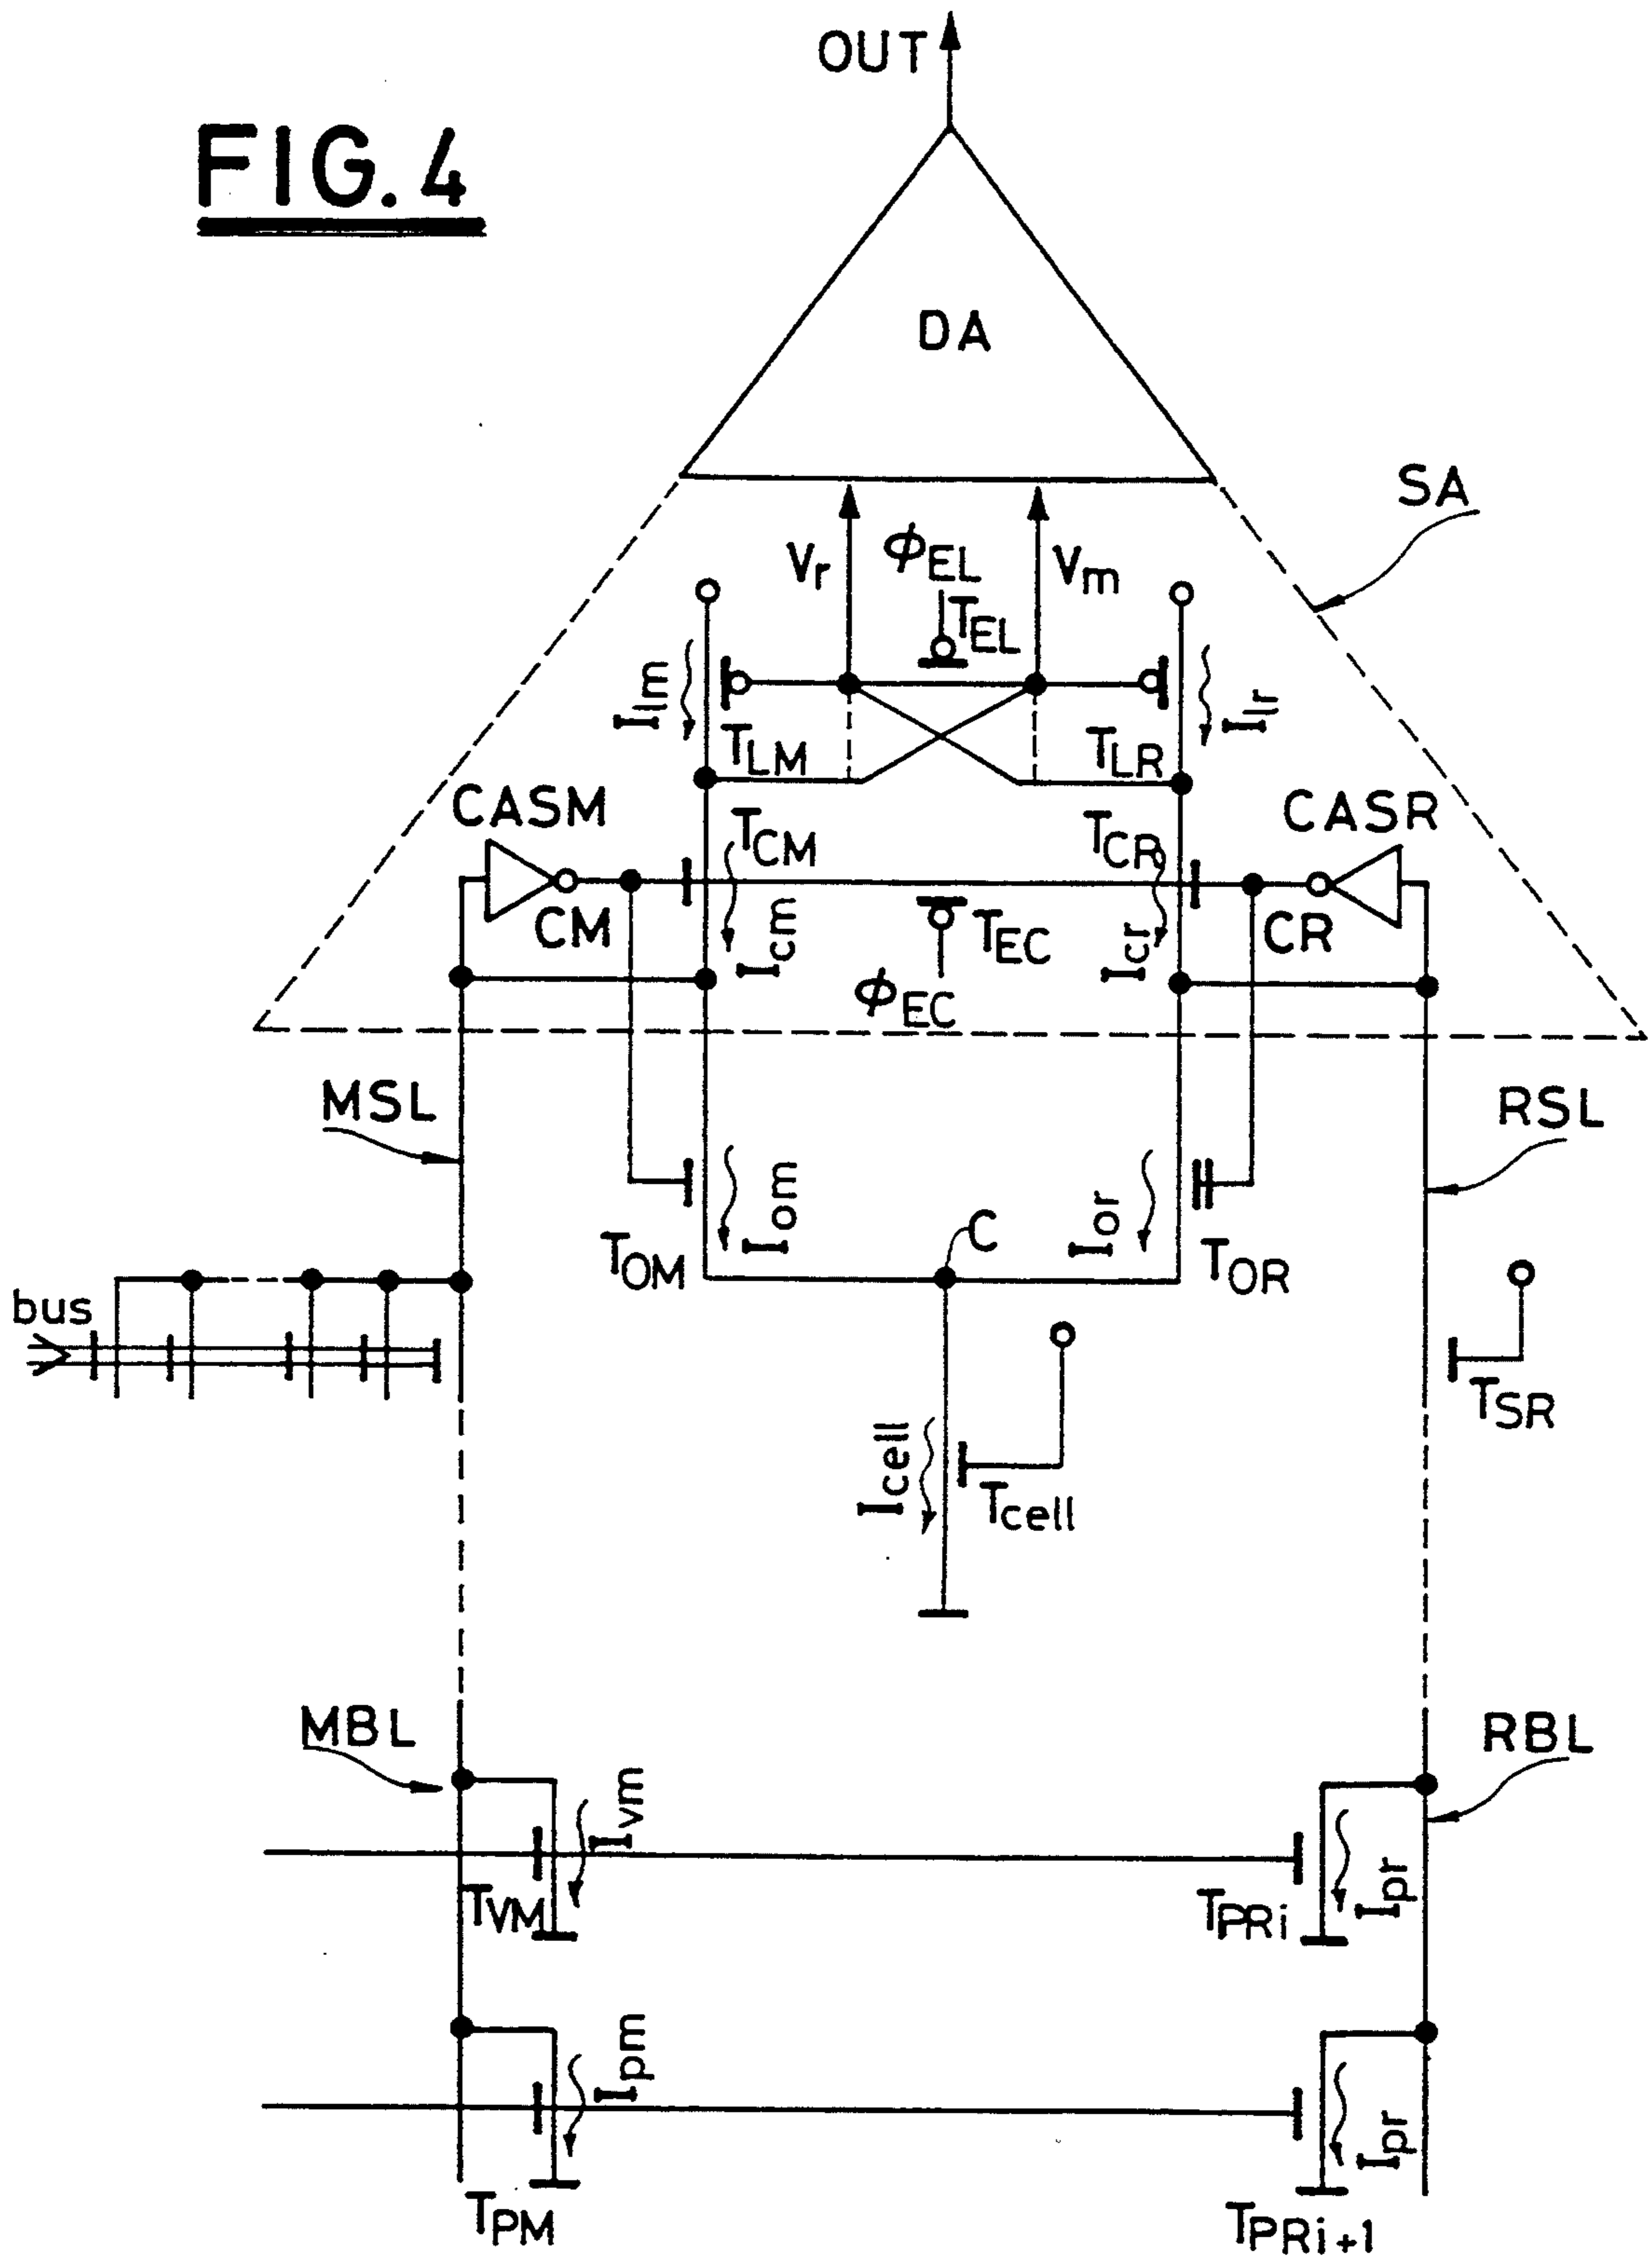 OUT
FIG. 4
DA
SA
Vr
ϕEL
Vm
TEL
Ilm
Ilr
TLM
TLR
CASM
CASR
TCM
TCR
CM
CR
Icm
TEC
Icr
ϕEC
MSL
RSL
Iom
Ior
C
TOM
TOR
bus
TSR
Icell
Tcell
MBL
RBL
Ivm
Ipr
TVM
TPRi
Ipm
Ipr
TPM
TPRi+1